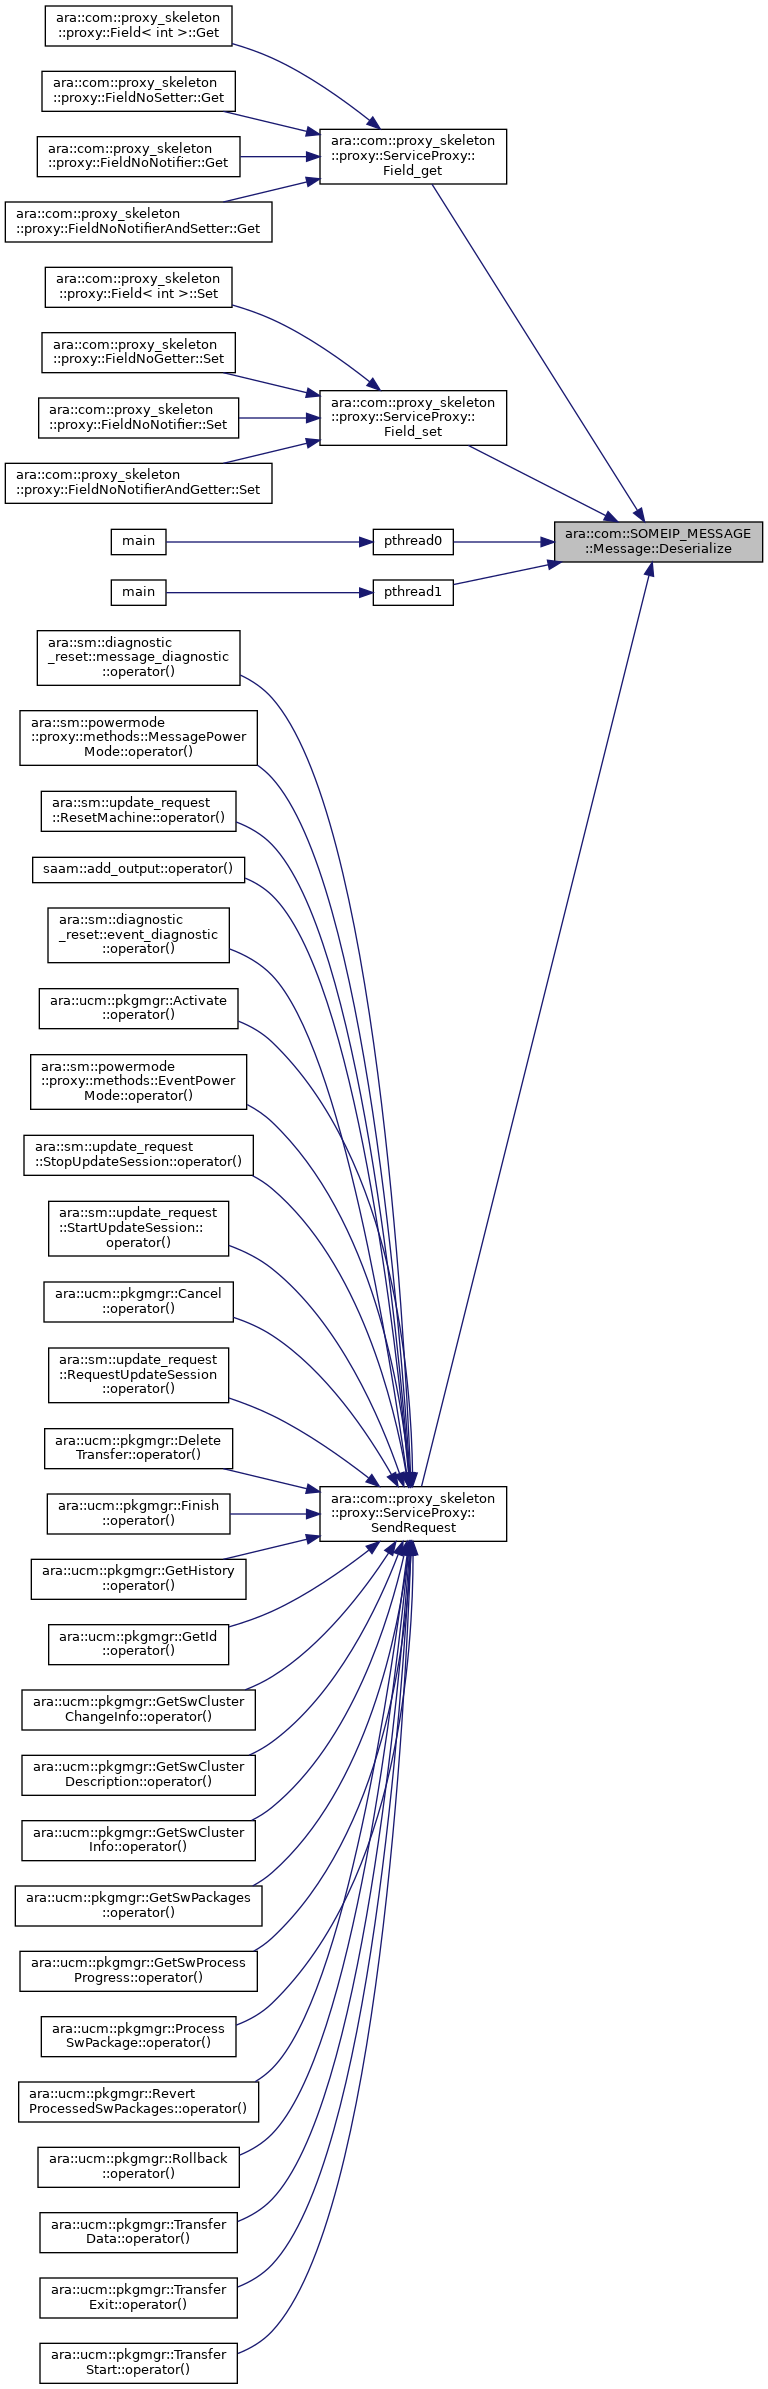 ara::com::proxy_skeleton
::proxy::Field< int >::Get
ara::com::proxy_skeleton
::proxy::FieldNoSetter::Get
ara::com::proxy_skeleton
::proxy::FieldNoNotifier::Get
ara::com::proxy_skeleton
::proxy::FieldNoNotifierAndSetter::Get
ara::com::proxy_skeleton
::proxy::ServiceProxy::
Field_get
ara::com::proxy_skeleton
::proxy::Field< int >::Set
ara::com::proxy_skeleton
::proxy::FieldNoGetter::Set
ara::com::proxy_skeleton
::proxy::FieldNoNotifier::Set
ara::com::proxy_skeleton
::proxy::FieldNoNotifierAndGetter::Set
ara::com::proxy_skeleton
::proxy::ServiceProxy::
Field_set
ara::com::SOMEIP_MESSAGE
::Message::Deserialize
main
pthread0
main
pthread1
ara::sm::diagnostic
_reset::message_diagnostic
::operator()
ara::sm::powermode
::proxy::methods::MessagePower
Mode::operator()
ara::sm::update_request
::ResetMachine::operator()
saam::add_output::operator()
ara::sm::diagnostic
_reset::event_diagnostic
::operator()
ara::ucm::pkgmgr::Activate
::operator()
ara::sm::powermode
::proxy::methods::EventPower
Mode::operator()
ara::sm::update_request
::StopUpdateSession::operator()
ara::sm::update_request
::StartUpdateSession::
operator()
ara::ucm::pkgmgr::Cancel
::operator()
ara::sm::update_request
::RequestUpdateSession
::operator()
ara::ucm::pkgmgr::Delete
Transfer::operator()
ara::ucm::pkgmgr::Finish
::operator()
ara::com::proxy_skeleton
::proxy::ServiceProxy::
SendRequest
ara::ucm::pkgmgr::GetHistory
::operator()
ara::ucm::pkgmgr::GetId
::operator()
ara::ucm::pkgmgr::GetSwCluster
ChangeInfo::operator()
ara::ucm::pkgmgr::GetSwCluster
Description::operator()
ara::ucm::pkgmgr::GetSwCluster
Info::operator()
ara::ucm::pkgmgr::GetSwPackages
::operator()
ara::ucm::pkgmgr::GetSwProcess
Progress::operator()
ara::ucm::pkgmgr::Process
SwPackage::operator()
ara::ucm::pkgmgr::Revert
ProcessedSwPackages::operator()
ara::ucm::pkgmgr::Rollback
::operator()
ara::ucm::pkgmgr::Transfer
Data::operator()
ara::ucm::pkgmgr::Transfer
Exit::operator()
ara::ucm::pkgmgr::Transfer
Start::operator()